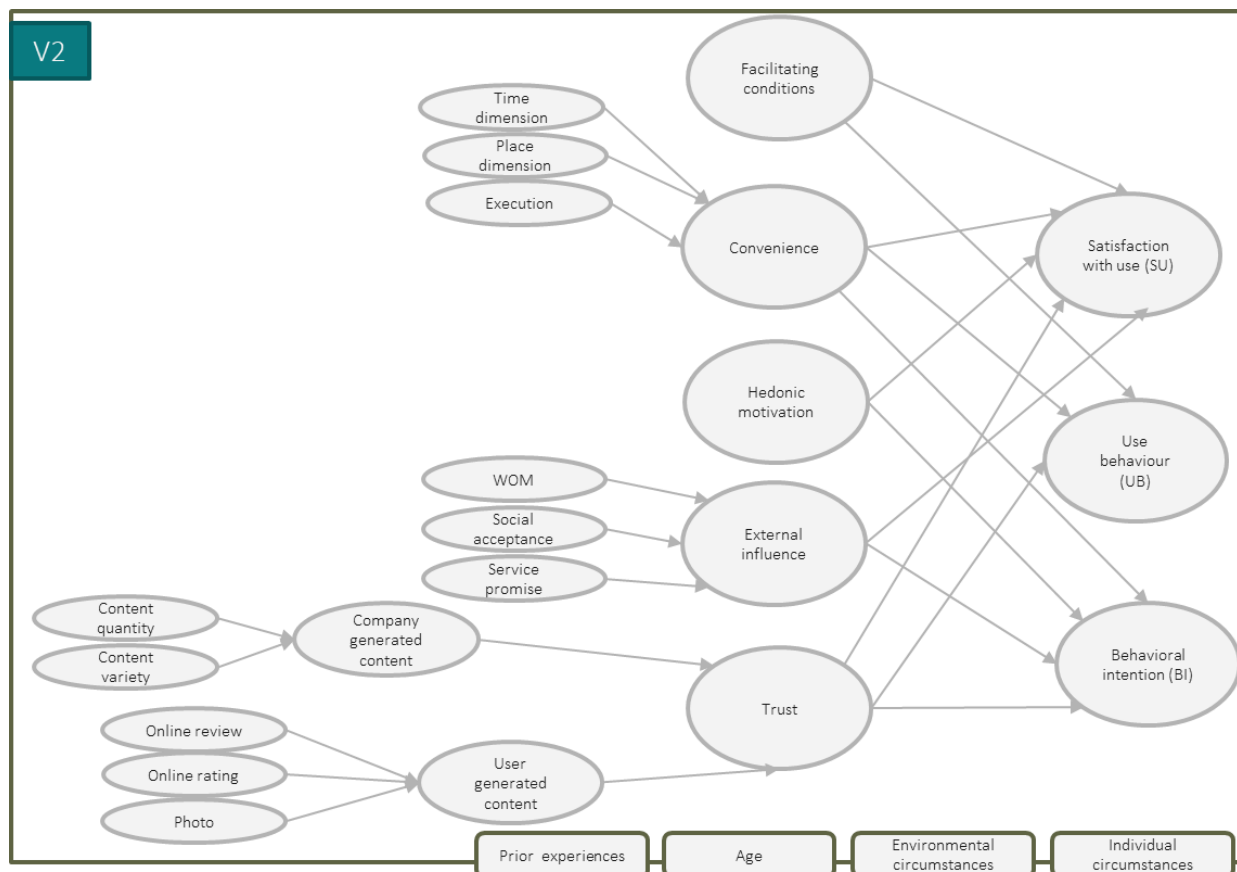 V2
Facilitating
conditions
Time
dimension
Place
dimension
Execution
Convenience
Satisfaction
with use (SU)
Hedonic
motivation
Use
behaviour
(UB)
WOM
Social
acceptance
Service
promise
External
influence
Content
quantity
Content
variety
Company
generated
content
Behavioral
intention (BI)
Trust
Online review
Online rating
Photo
User
generated
content
Prior experiences
Age
Environmental
circumstances
Individual
circumstances